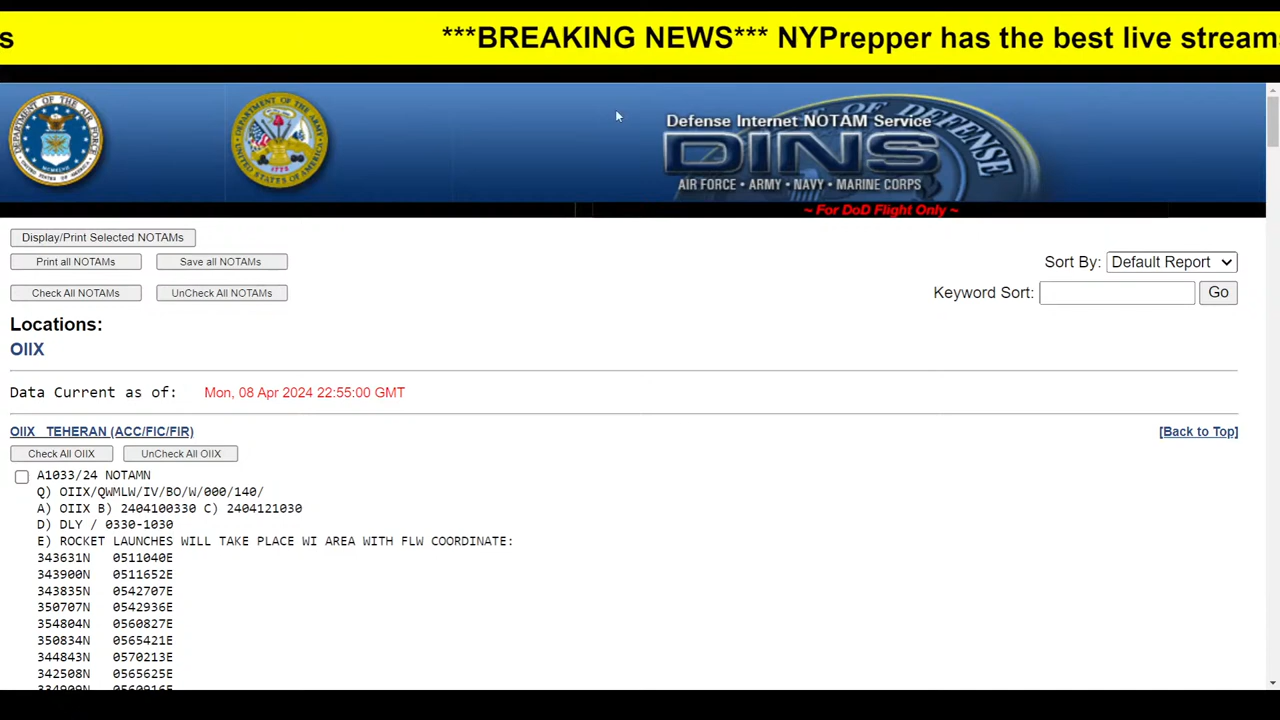 s ***BREAKING NEWS*** NYPrepper has the best live streams
Defense Internet NOTAM Service
DINS
AIR FORCE • ARMY • NAVY • MARINE CORPS
~ For DoD Flight Only ~
Display/Print Selected NOTAMs
Print all NOTAMs Save all NOTAMs
Sort By: Default Report
Check All NOTAMs UnCheck All NOTAMs
Keyword Sort: Go
Locations:
OIIX
Data Current as of: Mon, 08 Apr 2024 22:55:00 GMT
OIIX TEHERAN (ACC/FIC/FIR) [Back to Top]
Check All OIIX UnCheck All OIIX
A1033/24 NOTAMN
Q) OIIX/QWMLW/IV/BO/W/000/140/
A) OIIX B) 2404100330 C) 2404121030
D) DLY / 0330-1030
E) ROCKET LAUNCHES WILL TAKE PLACE WI AREA WITH FLW COORDINATE:
343631N 0511040E
343900N 0511652E
343835N 0542707E
350707N 0542936E
354804N 0560827E
350834N 0565421E
344843N 0570213E
342508N 0565625E